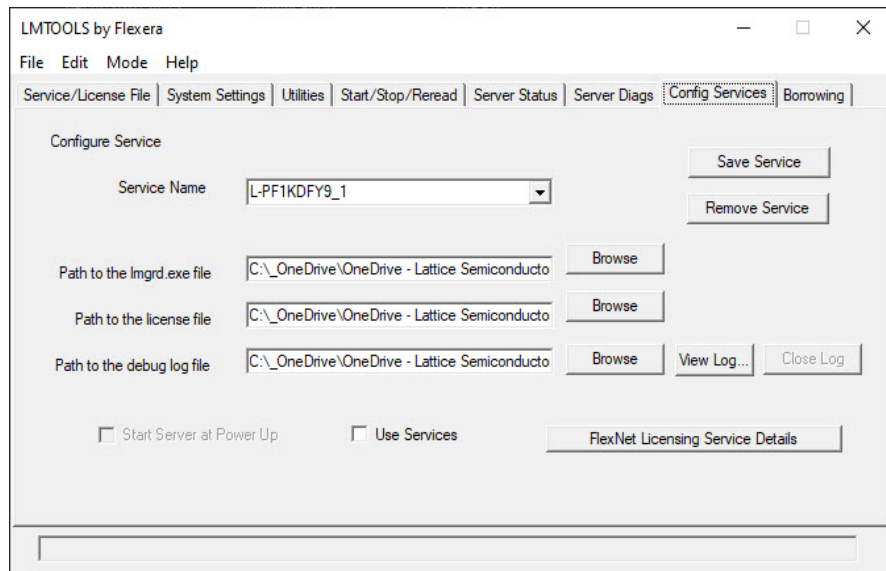 LMTOOLS by Flexera
File Edit Mode Help
Service/License File System Settings Utilities Start/Stop/Reread Server Status Server Diags Config Services Borrowing
Configure Service
Save Service
Service Name L-PF1KDFY9_1
Remove Service
Path to the lmgrd.exe file C:\_OneDrive\OneDrive - Lattice Semiconducto Browse
Path to the license file C:\_OneDrive\OneDrive - Lattice Semiconducto Browse
Path to the debug log file C:\_OneDrive\OneDrive - Lattice Semiconducto Browse View Log... Close Log
Start Server at Power Up Use Services FlexNet Licensing Service Details